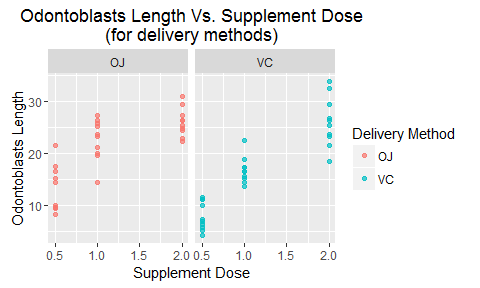 Odontoblasts Length Vs. Supplement Dose
(for delivery methods)
OJ VC
30
20
10
Odontoblasts Length
0.5 1.0 1.5 2.0 0.5 1.0 1.5 2.0
Supplement Dose
Delivery Method
OJ
VC